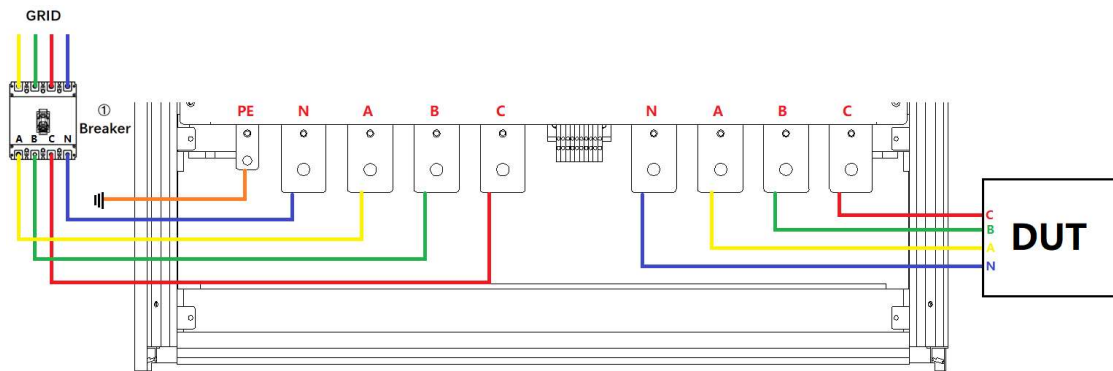 GRID
①
Breaker
A B C N
PE N A B C N A B C
C
B
A
N
DUT